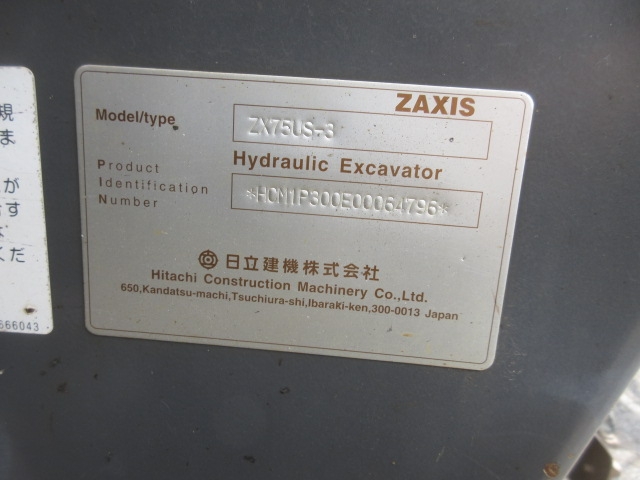 ZAXIS
Model/type ZX75US-3
Hydraulic Excavator
Product
Identification
Number
*HCM1P300E00064796*
日立建機株式会社
Hitachi Construction Machinery Co.,Ltd.
650,Kandatsu-machi,Tsuchiura-shi,Ibaraki-ken,300-0013 Japan
規
ま
が
す
な
くだ
666043